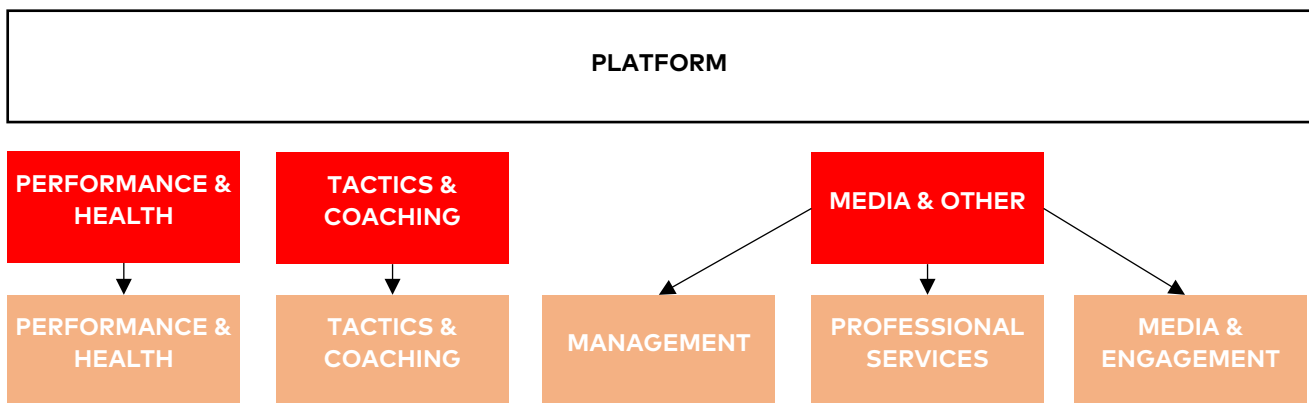 PLATFORM
PERFORMANCE &
HEALTH
TACTICS &
COACHING
MEDIA & OTHER
PERFORMANCE &
HEALTH
TACTICS &
COACHING
MANAGEMENT
PROFESSIONAL
SERVICES
MEDIA &
ENGAGEMENT